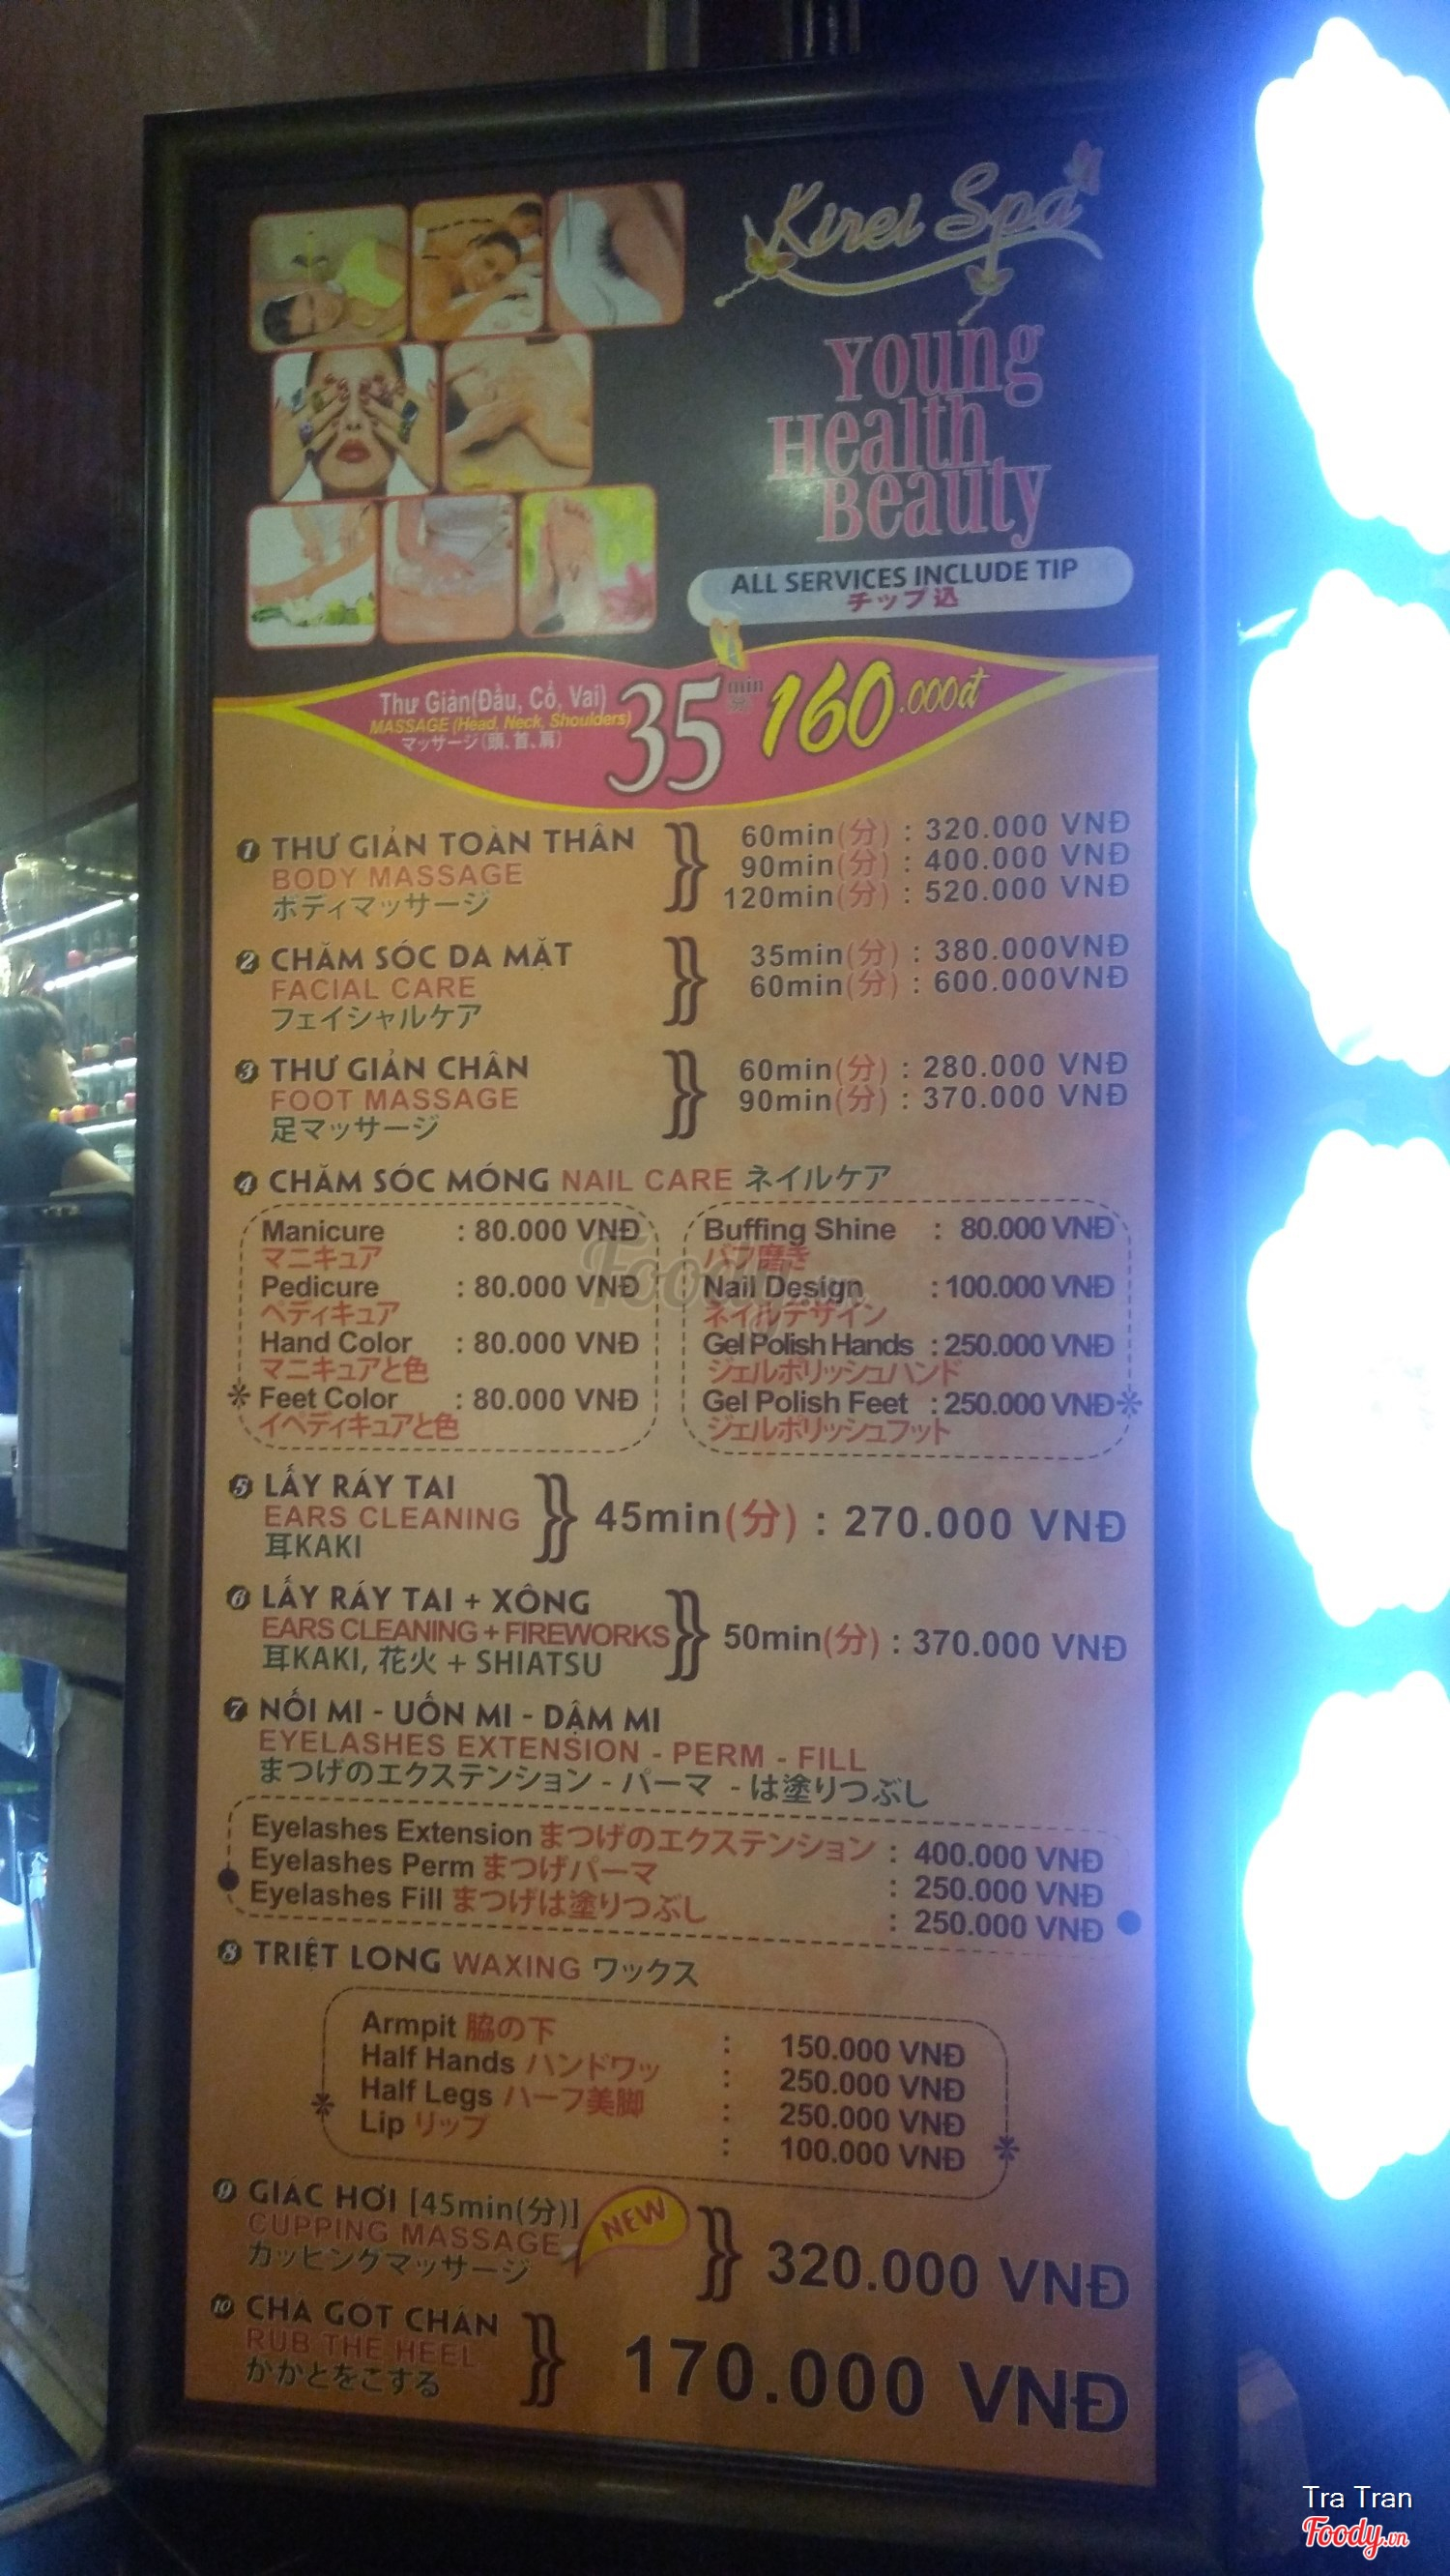 Kirei Spa
Young
Health
Beauty
ALL SERVICES INCLUDE TIP
チップ込
Thư Giản(Đầu, Cổ, Vai)
MASSAGE (Head, Neck, Shoulders)
マッサージ(頭、首、肩)
35 min 160.000đ
1 THƯ GIẢN TOÀN THÂN
BODY MASSAGE
ボディマッサージ
60min(分) : 320.000 VNĐ
90min(分) : 400.000 VNĐ
120min(分) : 520.000 VNĐ
2 CHĂM SÓC DA MẶT
FACIAL CARE
フェイシャルケア
35min(分) : 380.000VNĐ
60min(分) : 600.000VNĐ
3 THƯ GIẢN CHÂN
FOOT MASSAGE
足マッサージ
60min(分) : 280.000 VNĐ
90min(分) : 370.000 VNĐ
4 CHĂM SÓC MÓNG NAIL CARE ネイルケア
Manicure : 80.000 VNĐ
マニキュア
Pedicure : 80.000 VNĐ
ペディキュア
Hand Color : 80.000 VNĐ
マニキュアと色
Feet Color : 80.000 VNĐ
イペディキュアと色
Buffing Shine : 80.000 VNĐ
バフ磨き
Nail Design : 100.000 VNĐ
ネイルデザイン
Gel Polish Hands : 250.000 VNĐ
ジェルポリッシュハンド
Gel Polish Feet : 250.000 VNĐ
ジェルポリッシュフット
Foody.vn
5 LẤY RÁY TAI
EARS CLEANING
耳KAKI
45min(分) : 270.000 VNĐ
6 LẤY RÁY TAI + XÔNG
EARS CLEANING + FIREWORKS
耳KAKI, 花火 + SHIATSU
50min(分) : 370.000 VNĐ
7 NỐI MI - UỐN MI - DẬM MI
EYELASHES EXTENSION - PERM - FILL
まつげのエクステンション - パーマ - は塗りつぶし
Eyelashes Extension まつげのエクステンション : 400.000 VNĐ
Eyelashes Perm まつげパーマ : 250.000 VNĐ
Eyelashes Fill まつげは塗りつぶし : 250.000 VNĐ
8 TRIỆT LONG WAXING ワックス
Armpit 脇の下 : 150.000 VNĐ
Half Hands ハンドワッ : 250.000 VNĐ
Half Legs ハーフ美脚 : 250.000 VNĐ
Lip リップ : 100.000 VNĐ
9 GIÁC HƠI [45min(分)]
CUPPING MASSAGE
カッピングマッサージ
NEW
320.000 VNĐ
10 CHÀ GÓT CHÂN
RUB THE HEEL
かかとをこする
170.000 VNĐ
Tra Tran
Foody.vn